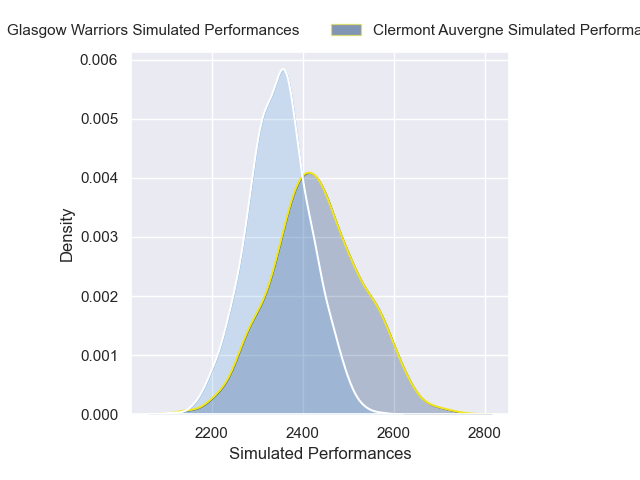 Glasgow Warriors Simulated Performances
Clermont Auvergne Simulated Performa
0.006
0.005
0.004
0.003
0.002
0.001
0.000
Density
2200 2400 2600 2800
Simulated Performances